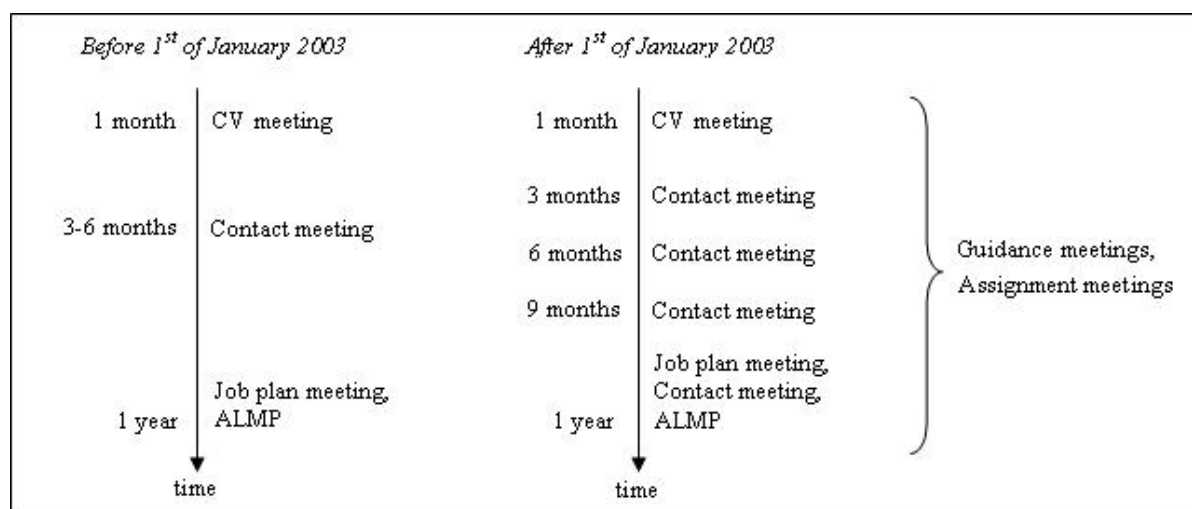 Before 1st of January 2003
After 1st of January 2003
1 month
CV meeting
3-6 months
Contact meeting
Job plan meeting,
1 year
ALMP
time
1 month
CV meeting
3 months
Contact meeting
6 months
Contact meeting
9 months
Contact meeting
Job plan meeting,
Contact meeting,
1 year
ALMP
time
Guidance meetings,
Assignment meetings